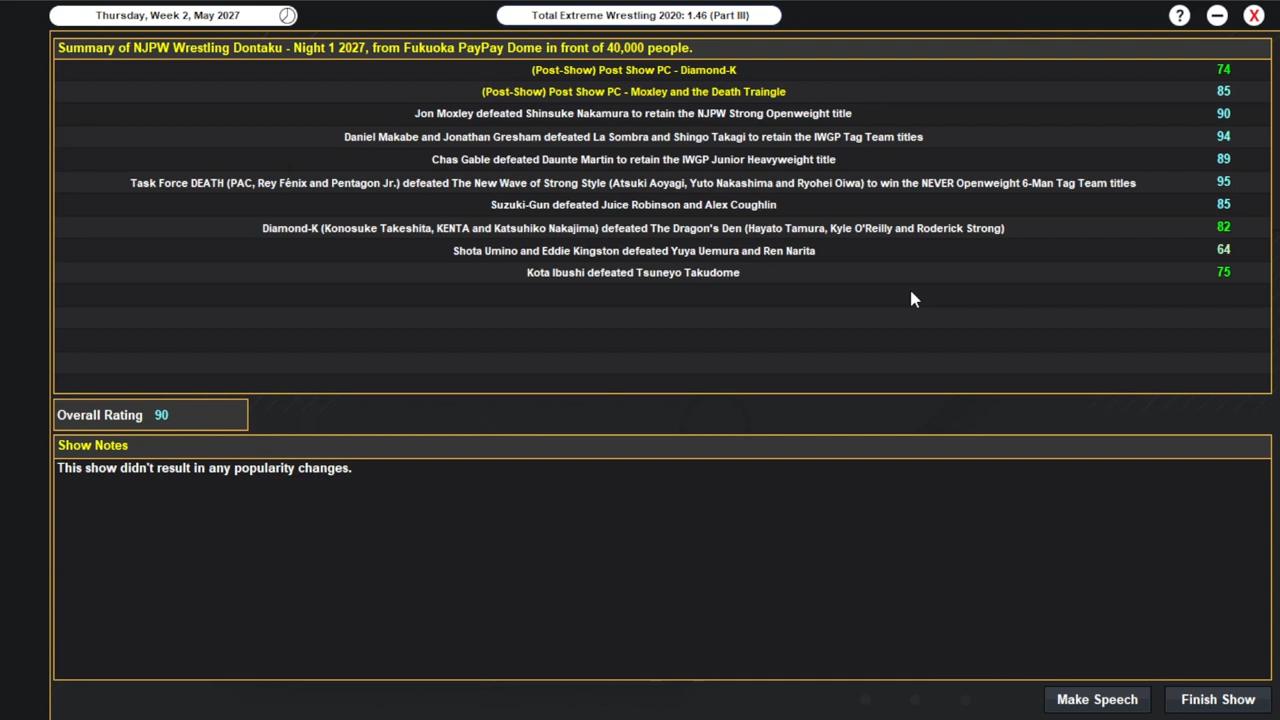 Thursday, Week 2, May 2027
Total Extreme Wrestling 2020: 1.46 (Part III)
?
X
Summary of NJPW Wrestling Dontaku - Night 1 2027, from Fukuoka PayPay Dome in front of 40,000 people.
(Post-Show) Post Show PC - Diamond-K 74
(Post-Show) Post Show PC - Moxley and the Death Traingle 85
Jon Moxley defeated Shinsuke Nakamura to retain the NJPW Strong Openweight title 90
Daniel Makabe and Jonathan Gresham defeated La Sombra and Shingo Takagi to retain the IWGP Tag Team titles 94
Chas Gable defeated Daunte Martin to retain the IWGP Junior Heavyweight title 89
Task Force DEATH (PAC, Rey Fénix and Pentagon Jr.) defeated The New Wave of Strong Style (Atsuki Aoyagi, Yuto Nakashima and Ryohei Oiwa) to win the NEVER Openweight 6-Man Tag Team titles 95
Suzuki-Gun defeated Juice Robinson and Alex Coughlin 85
Diamond-K (Konosuke Takeshita, KENTA and Katsuhiko Nakajima) defeated The Dragon's Den (Hayato Tamura, Kyle O'Reilly and Roderick Strong) 82
Shota Umino and Eddie Kingston defeated Yuya Uemura and Ren Narita 64
Kota Ibushi defeated Tsuneyo Takudome 75
Overall Rating 90
Show Notes
This show didn't result in any popularity changes.
Make Speech
Finish Show